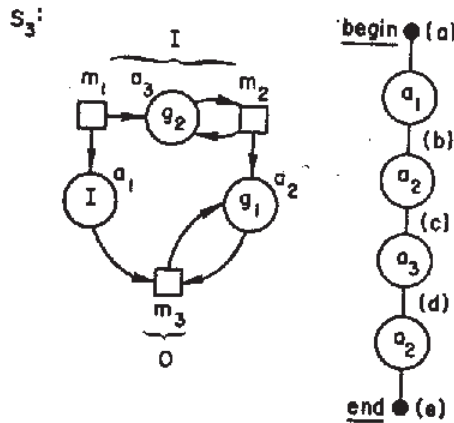 S₃:
I
m₁
a₃
g₂
m₂
I
a₁
g₁
a₂
m₃
O
begin (a)
a₁
(b)
a₂
(c)
a₃
(d)
a₂
end (e)